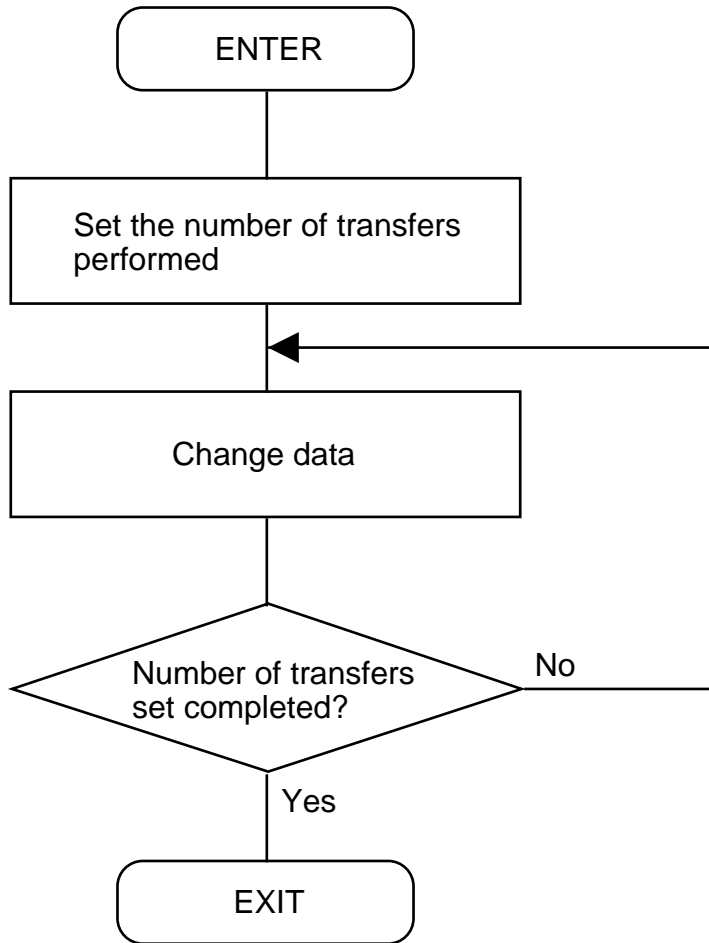 ENTER
Set the number of transfers
performed
Change data
Number of transfers
set completed?
No
Yes
EXIT